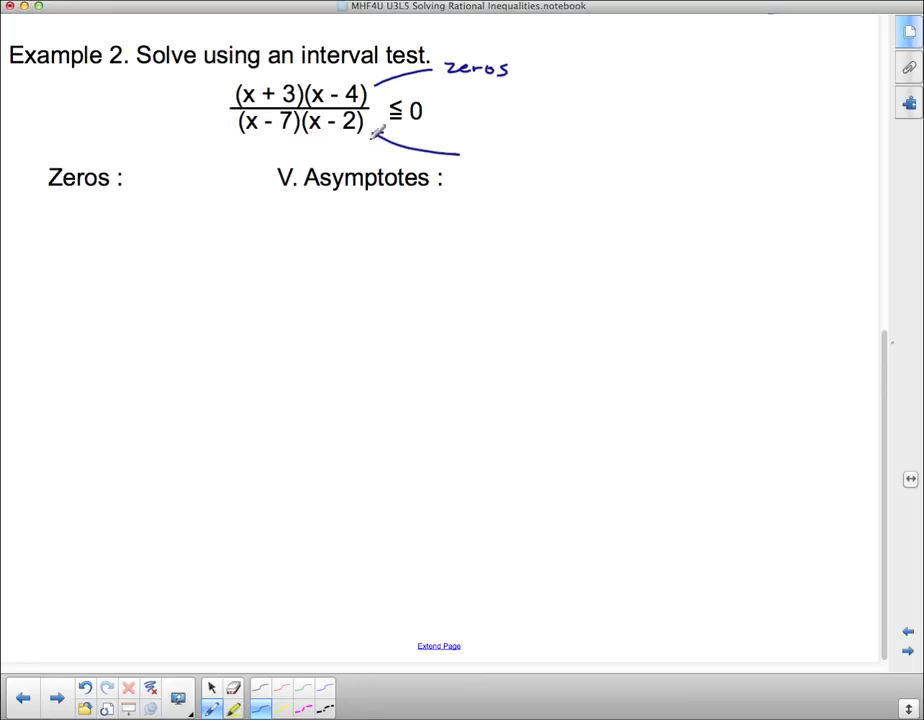 MHF4U U3L5 Solving Rational Inequalities.notebook
Example 2. Solve using an interval test.
zeros
(x + 3)(x - 4)
(x - 7)(x - 2)
≦ 0
Zeros :
V. Asymptotes :
Extend Page